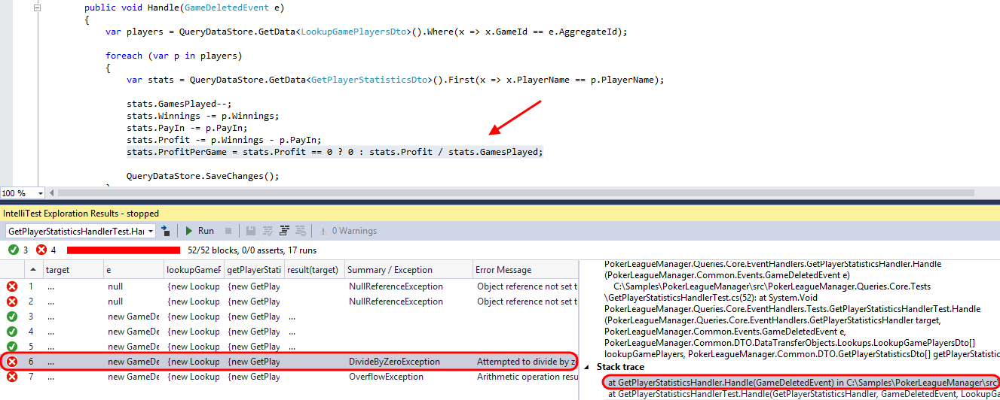 public void Handle(GameDeletedEvent e)
{
var players = QueryDataStore.GetData<LookupGamePlayersDto>().Where(x => x.GameId == e.AggregateId);
foreach (var p in players)
{
var stats = QueryDataStore.GetData<GetPlayerStatisticsDto>().First(x => x.PlayerName == p.PlayerName);
stats.GamesPlayed--;
stats.Winnings -= p.Winnings;
stats.PayIn -= p.PayIn;
stats.Profit -= p.Winnings - p.PayIn;
stats.ProfitPerGame = stats.Profit == 0 ? 0 : stats.Profit / stats.GamesPlayed;
QueryDataStore.SaveChanges();
100 %
IntelliTest Exploration Results - stopped
GetPlayerStatisticsHandlerTest.Har Run 0 Warnings
3 4 52/52 blocks, 0/0 asserts, 17 runs
target e lookupGameP getPlayerStati result(target) Summary / Exception Error Message
1 ... null {new Lookup {new GetPlay NullReferenceException Object reference not set t
2 ... null {new Lookup {new GetPlay NullReferenceException Object reference not set t
3 ... new GameDe {new Lookup {new GetPlay ...
4 ... new GameDe {new Lookup {new GetPlay ...
5 ... new GameDe {new Lookup {new GetPlay ...
6 ... new GameDe {new Lookup {new GetPlay DivideByZeroException Attempted to divide by z
7 ... new GameDe {new Lookup {new GetPlay OverflowException Arithmetic operation resu
PokerLeagueManager.Queries.Core.EventHandlers.GetPlayerStatisticsHandler.Handle
(PokerLeagueManager.Common.Events.GameDeletedEvent e)
C:\Samples\PokerLeagueManager\src\PokerLeagueManager.Queries.Core.Tests
\GetPlayerStatisticsHandlerTest.cs(52): at System.Void
PokerLeagueManager.Queries.Core.EventHandlers.Tests.GetPlayerStatisticsHandlerTest.Handle
(PokerLeagueManager.Queries.Core.EventHandlers.GetPlayerStatisticsHandler target,
PokerLeagueManager.Common.Events.GameDeletedEvent e,
PokerLeagueManager.Common.DTO.DataTransferObjects.Lookups.LookupGamePlayersDto[]
lookupGamePlayers, PokerLeagueManager.Common.DTO.GetPlayerStatisticsDto[] getPlayerStatistic
Stack trace
at GetPlayerStatisticsHandler.Handle(GameDeletedEvent) in C:\Samples\PokerLeagueManager\src
at GetPlayerStatisticsHandlerTest.Handle(GetPlayerStatisticsHandler, GameDeletedEvent, LookupGa